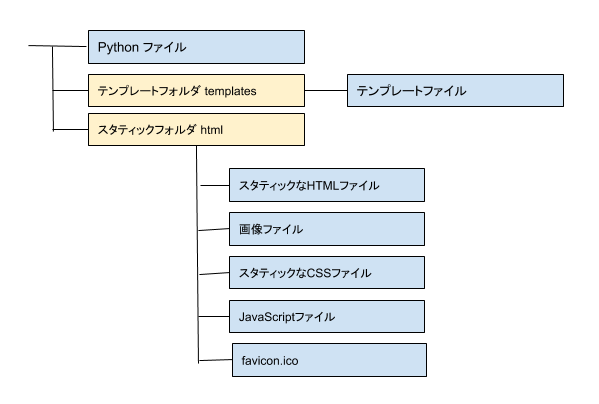 Python ファイル
テンプレートフォルダ templates
テンプレートファイル
スタティックフォルダ html
スタティックなHTMLファイル
画像ファイル
スタティックなCSSファイル
JavaScriptファイル
favicon.ico